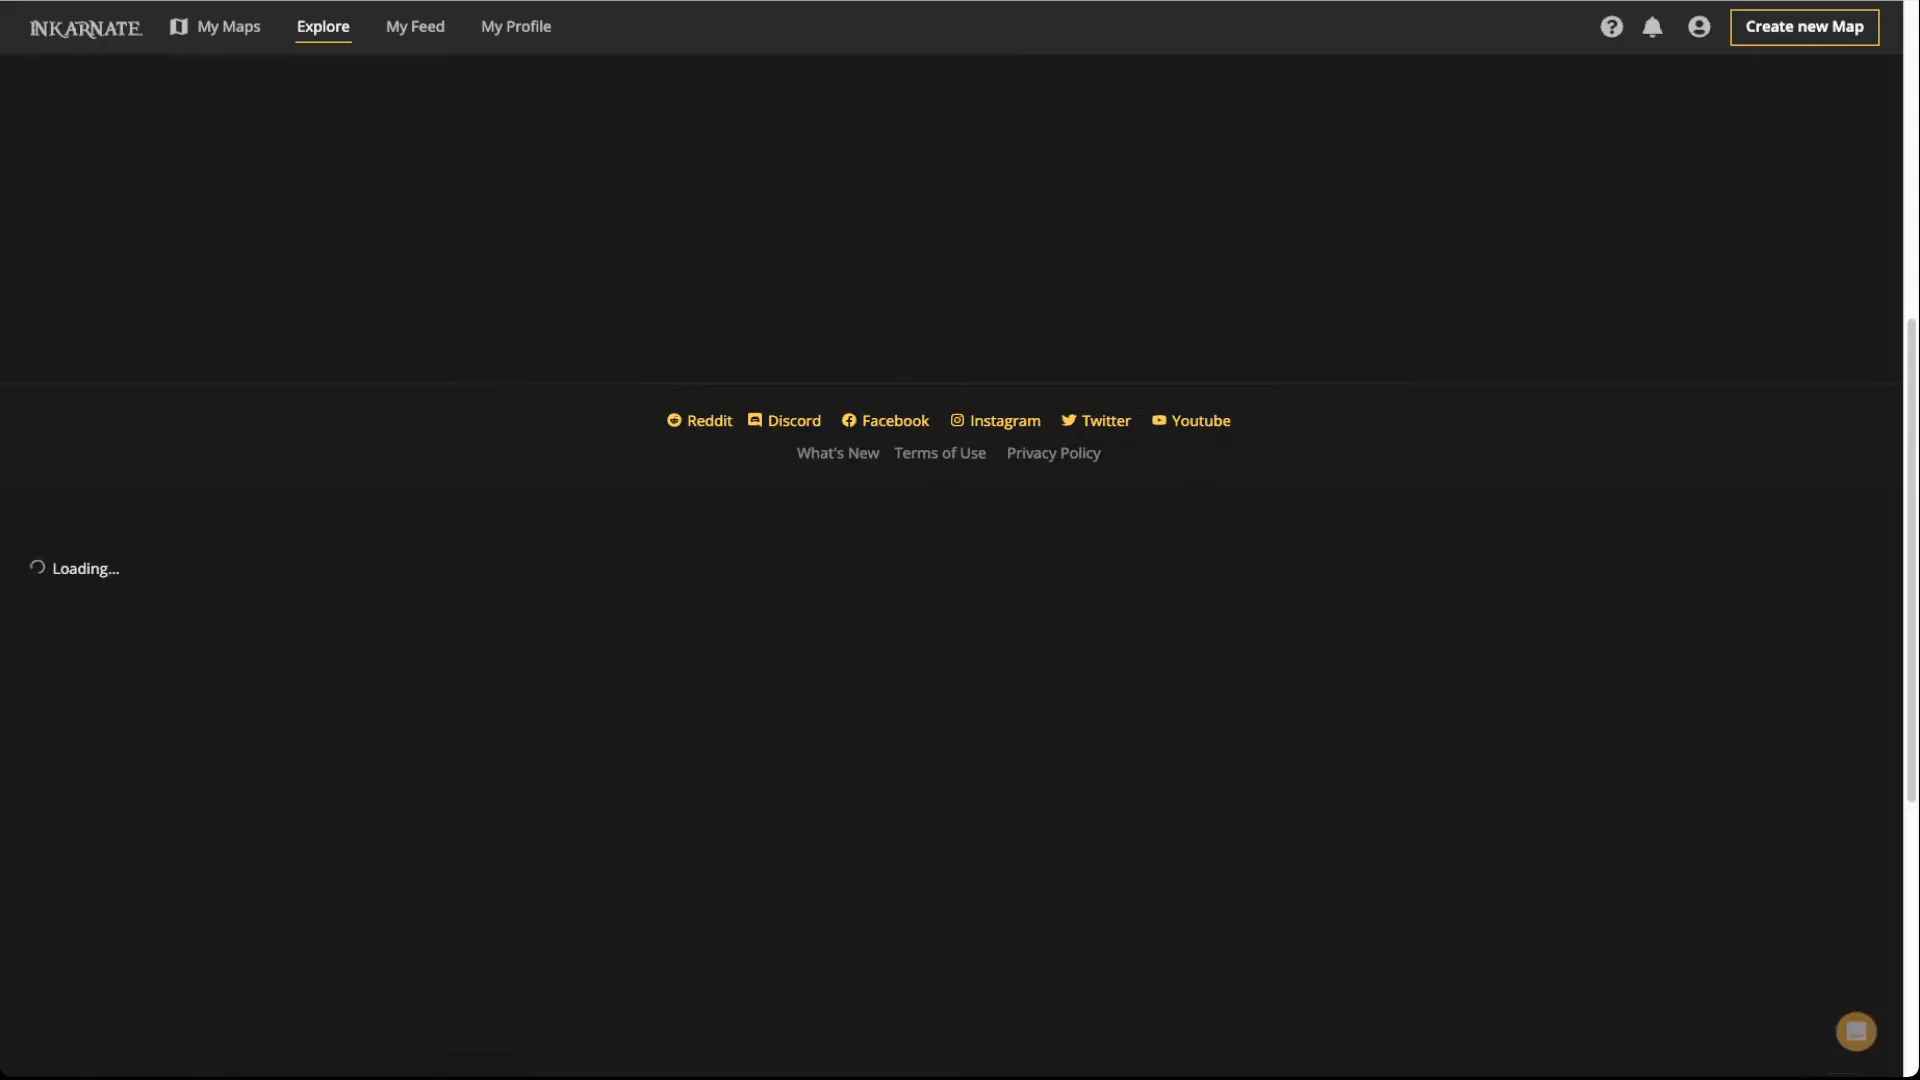 INKARNATE My Maps Explore My Feed My Profile Create new Map
Reddit Discord Facebook Instagram Twitter Youtube
What's New Terms of Use Privacy Policy
Loading...